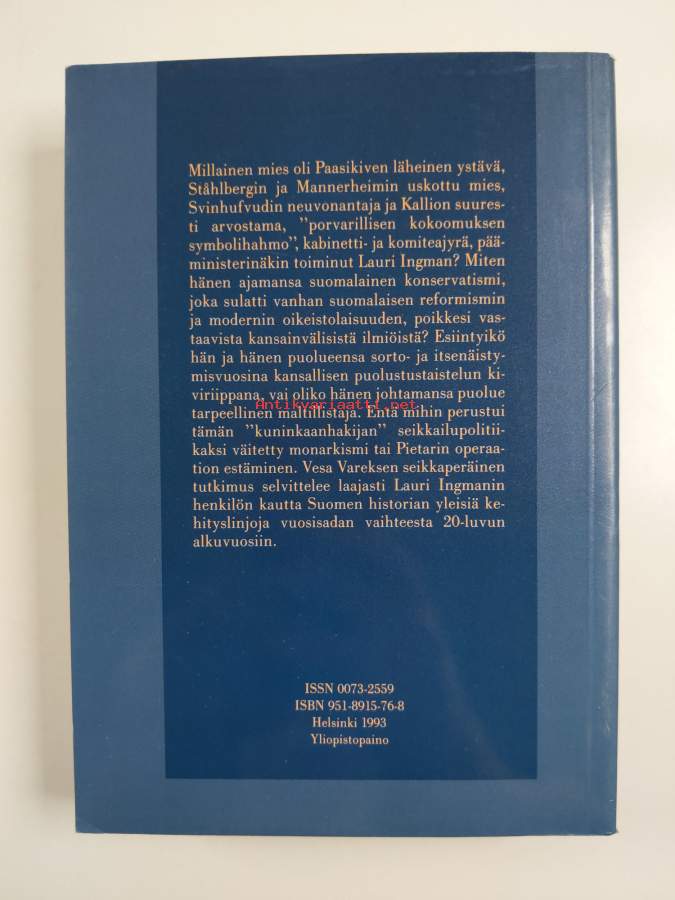 Millainen mies oli Paasikiven läheinen ystävä,
Ståhlbergin ja Mannerheimin uskottu mies,
Svinhufvudin neuvonantaja ja Kallion suures-
ti arvostama, ”porvarillisen kokoomuksen
symbolihahmo”, kabinetti- ja komiteajyrä, pää-
ministerinäkin toiminut Lauri Ingman? Miten
hänen ajamansa suomalainen konservatismi,
joka sulatti vanhan suomalaisen reformismin
ja modernin oikeistolaisuuden, poikkesi vas-
taavista kansainvälisistä ilmiöistä? Esiintyikö
hän ja hänen puolueensa sorto- ja itsenäisty-
misvuosina kansallisen puolustustaistelun ki-
viriippana, vai oliko hänen johtamansa puolue
Antikvariaatti.net
tarpeellinen maltillistaja. Entä mihin perustui
tämän ”kuninkaanhakijan” seikkailupolitii-
kaksi väitetty monarkismi tai Pietarin operaa-
tion estäminen. Vesa Vareksen seikkaperäinen
tutkimus selvittelee laajasti Lauri Ingmanin
henkilön kautta Suomen historian yleisiä ke-
hityslinjoja vuosisadan vaihteesta 20-luvun
alkuvuosiin.
ISSN 0073-2559
ISBN 951-8915-76-8
Helsinki 1993
Yliopistopaino